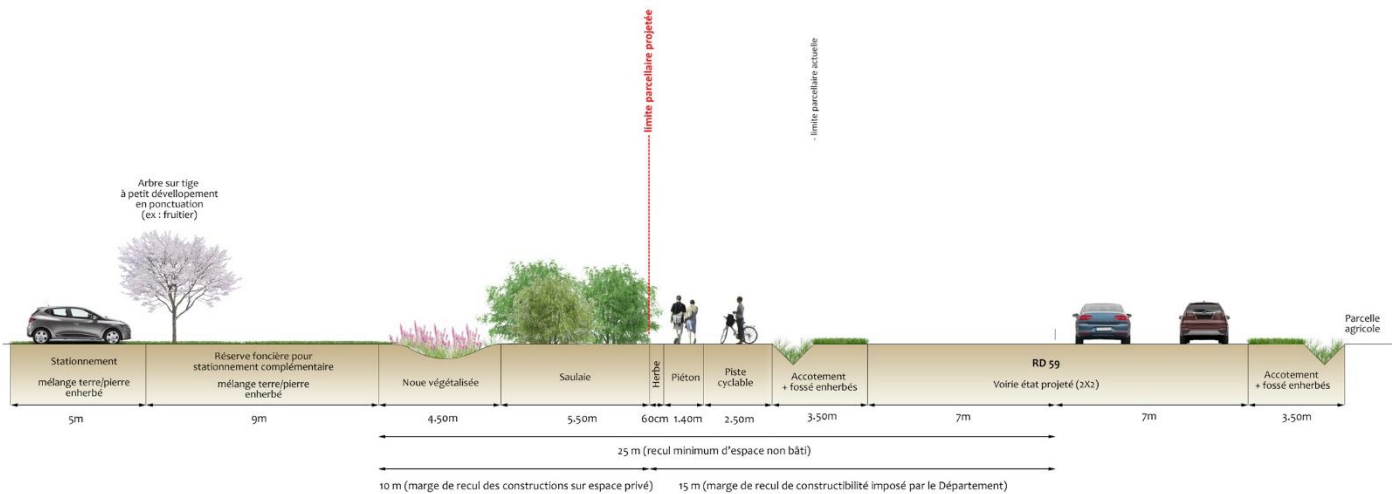 limite parcellaire projetée
- limite parcellaire actuelle
Arbre sur tige
à petit dévellopement
en ponctuation
(ex : fruitier)
Parcelle
agricole
Stationnement
mélange terre/pierre
enherbé
Réserve foncière pour
stationnement complémentaire
mélange terre/pierre
enherbé
Noue végétalisée
Saulaie
Herbe
Piéton
Piste
cyclable
Accotement
+ fossé enherbés
RD 59
Voirie état projeté (2X2)
Accotement
+ fossé enherbés
5m
9m
4,50m
5,50m
60cm
1.40m
2.50m
3.50m
7m
7m
3.50m
25 m (recul minimum d'espace non bâti)
10 m (marge de recul des constructions sur espace privé)
15 m (marge de recul de constructibilité imposé par le Département)